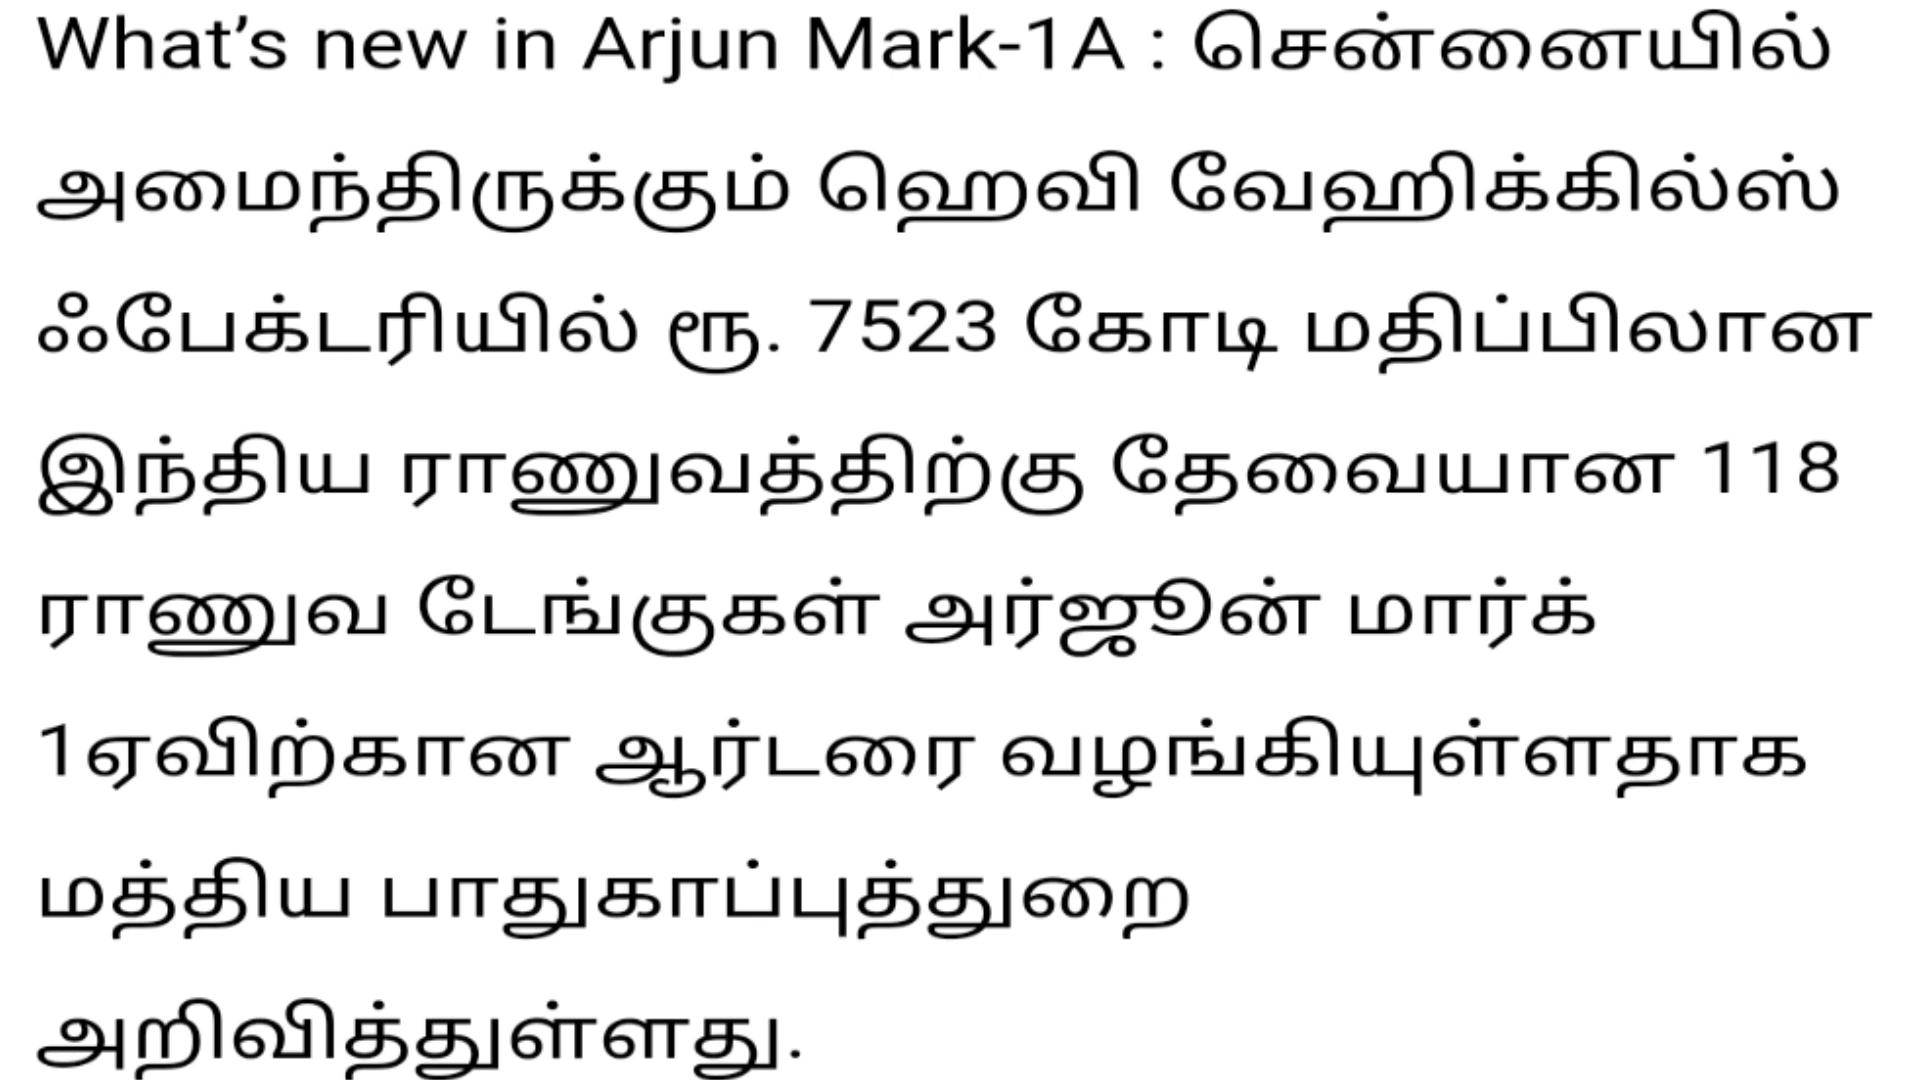 What’s new in Arjun Mark-1A : சென்னையில்
அமைந்திருக்கும் ஹெவி வேஹிக்கில்ஸ்
ஃபேக்டரியில் ரூ. 7523 கோடி மதிப்பிலான
இந்திய ராணுவத்திற்கு தேவையான 118
ராணுவ டேங்குகள் அர்ஜூன் மார்க்
1ஏவிற்கான ஆர்டரை வழங்கியுள்ளதாக
மத்திய பாதுகாப்புத்துறை
அறிவித்துள்ளது.